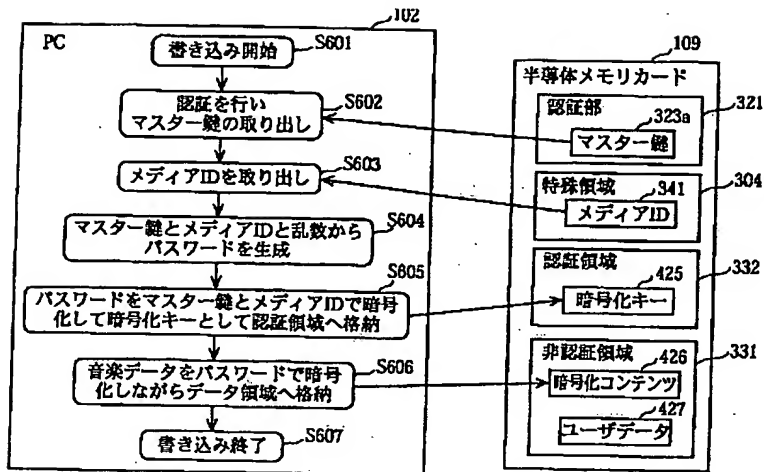 102
PC
書き込み開始
S601
認証を行い
マスター鍵の取り出し
S602
メディアIDを取り出し
S603
マスター鍵とメディアIDと乱数から
パスワードを生成
S604
パスワードをマスター鍵とメディアIDで暗号
化して暗号化キーとして認証領域へ格納
S605
音楽データをパスワードで暗号
化しながらデータ領域へ格納
S606
書き込み終了
S607
109
半導体メモリカード
認証部
321
323a
マスター鍵
特殊領域
304
341
メディアID
認証領域
332
425
暗号化キー
非認証領域
331
426
暗号化コンテンツ
427
ユーザデータ